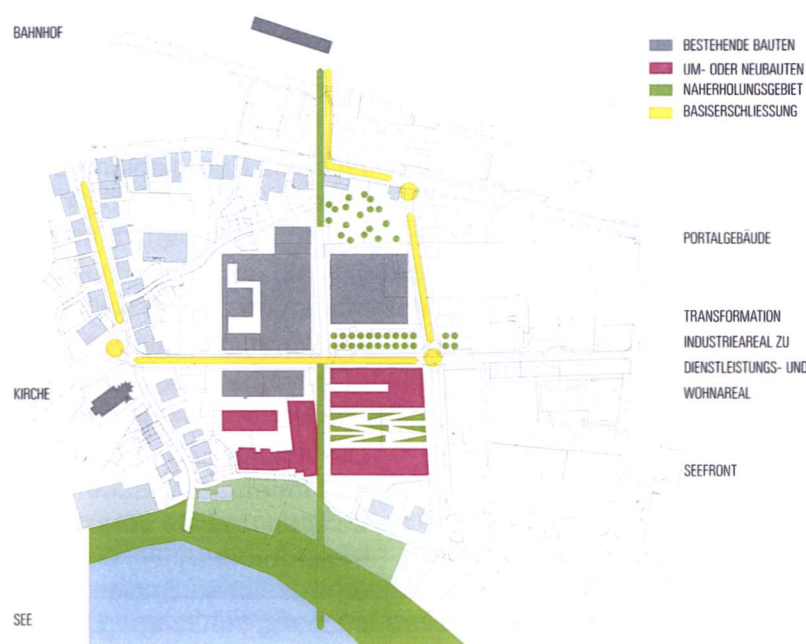 BAHNHOF
BESTEHENDE BAUTEN
UM- ODER NEUBAUTEN
NAHERHOLUNGSGEBIET
BASISERSCHLIESSUNG
PORTALGEBÄUDE
TRANSFORMATION
INDUSTRIEAREAL ZU
DIENSTLEISTUNGS- UND
WOHNAREAL
KIRCHE
SEEFRONT
SEE